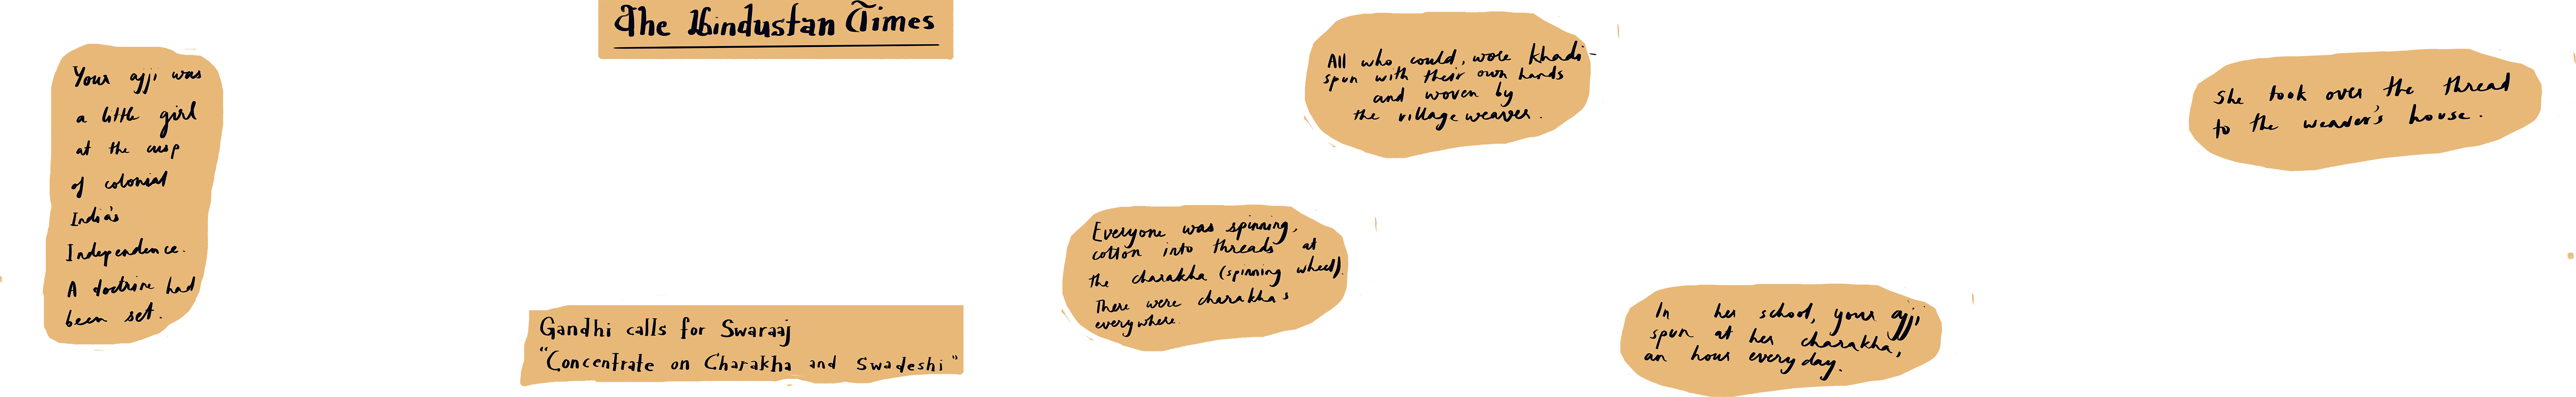 Your ajji was
a little girl
at the cusp
of colonial
India's
Independence.
A doctrine had
been set.
The Hindustan Times
Gandhi calls for Swaraaj
"Concentrate on Charakha and Swadeshi"
Everyone was spinning,
cotton into threads at
the charakha (spinning wheel).
There were charakhas
everywhere.
All who could, wore khadi-
spun with their own hands
and woven by
the village weaver.
In her school, your ajji
spun at her charakha,
an hour every day.
She took over the thread
to the weaver's house.